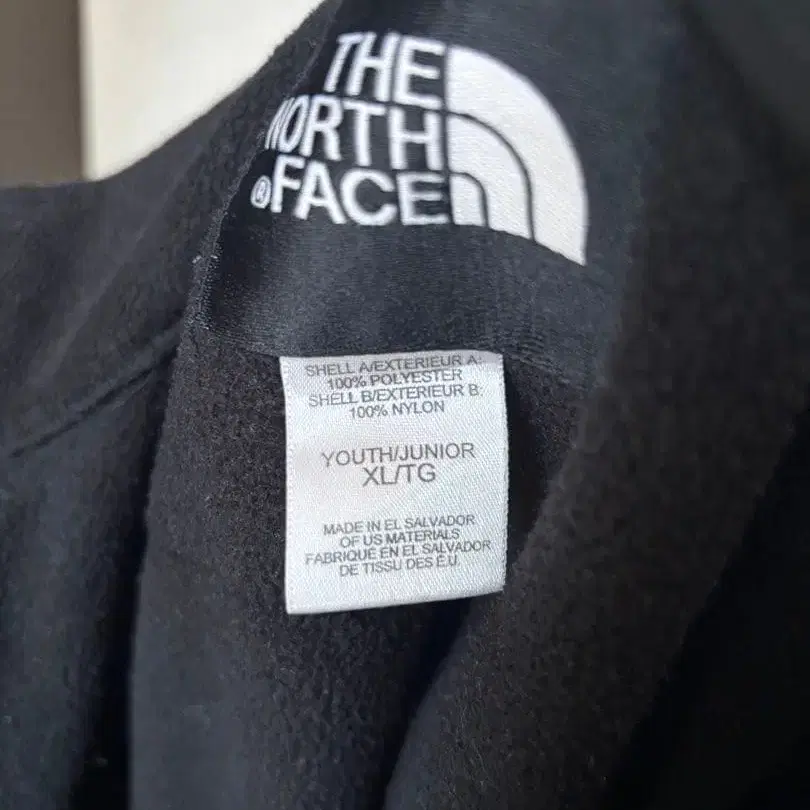 THE
NORTH
®FACE
SHELL A/EXTERIEUR A:
100% POLYESTER
SHELL B/EXTERIEUR B:
100% NYLON
YOUTH/JUNIOR
XL/TG
MADE IN EL SALVADOR
OF US MATERIALS
FABRIQUÉ EN EL SALVADOR
DE TISSU DES É.U.